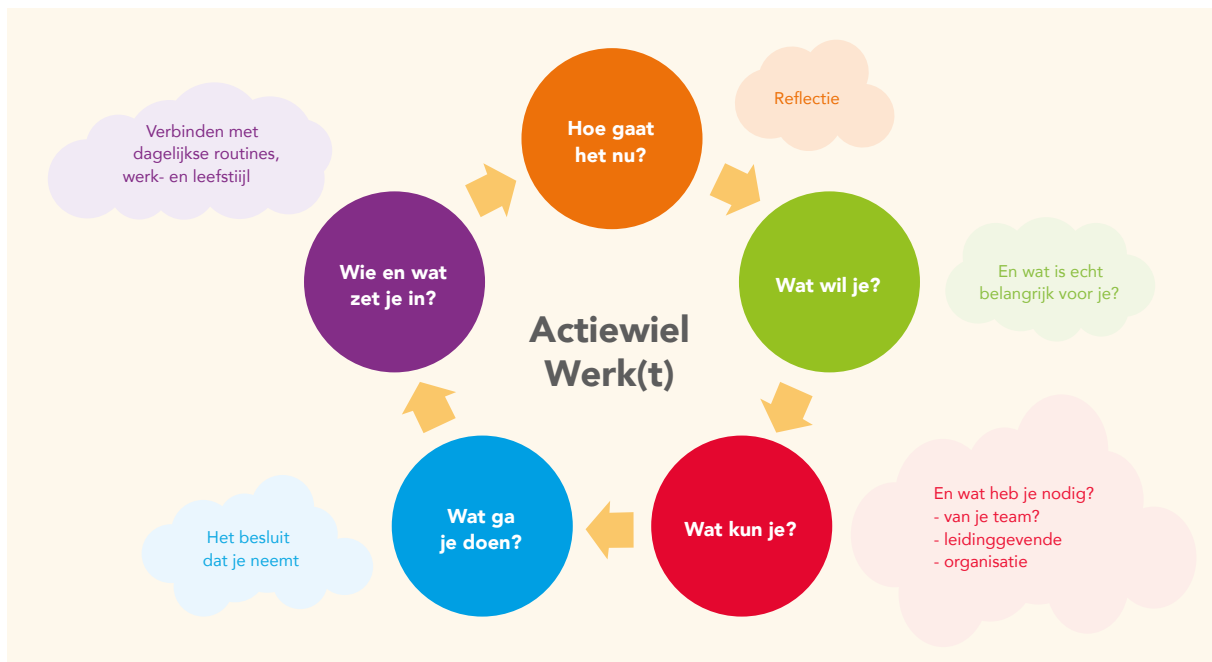 Hoe gaat
het nu?
Reflectie
Wat wil je?
En wat is echt
belangrijk voor je?
Wat kun je?
En wat heb je nodig?
- van je team?
- leidinggevende
- organisatie
Wat ga
je doen?
Het besluit
dat je neemt
Wie en wat
zet je in?
Verbinden met
dagelijkse routines,
werk- en leefstiijl
Actiewiel
Werk(t)